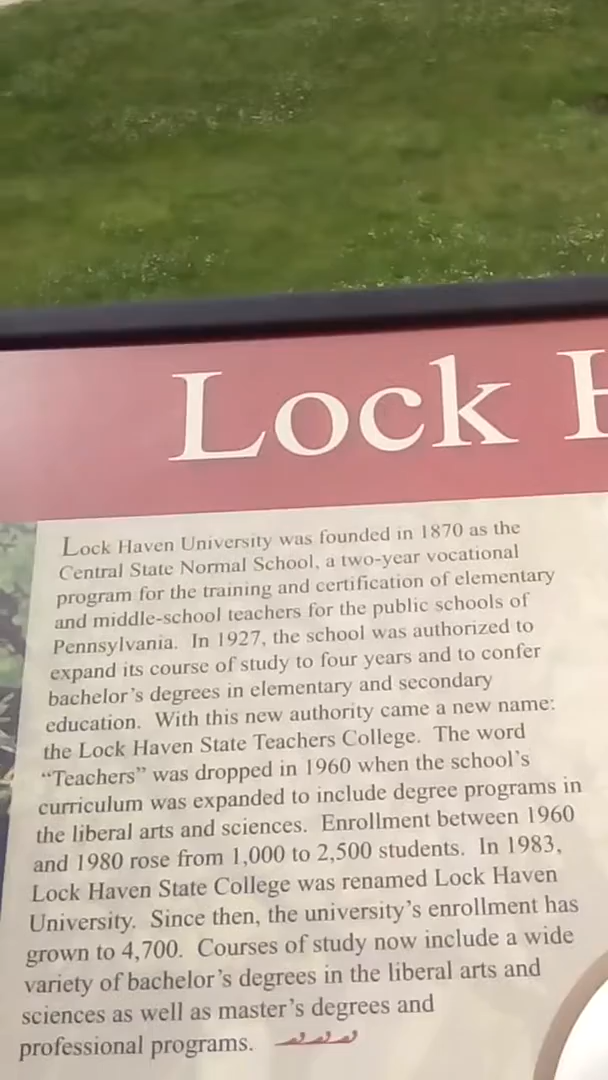 Lock
Lock Haven University was founded in 1870 as the
Central State Normal School, a two-year vocational
program for the training and certification of elementary
and middle-school teachers for the public schools of
Pennsylvania. In 1927, the school was authorized to
expand its course of study to four years and to confer
bachelor's degrees in elementary and secondary
education. With this new authority came a new name:
the Lock Haven State Teachers College. The word
“Teachers” was dropped in 1960 when the school's
curriculum was expanded to include degree programs in
the liberal arts and sciences. Enrollment between 1960
and 1980 rose from 1,000 to 2,500 students. In 1983,
Lock Haven State College was renamed Lock Haven
University. Since then, the university's enrollment has
grown to 4,700. Courses of study now include a wide
variety of bachelor's degrees in the liberal arts and
sciences as well as master's degrees and
professional programs.